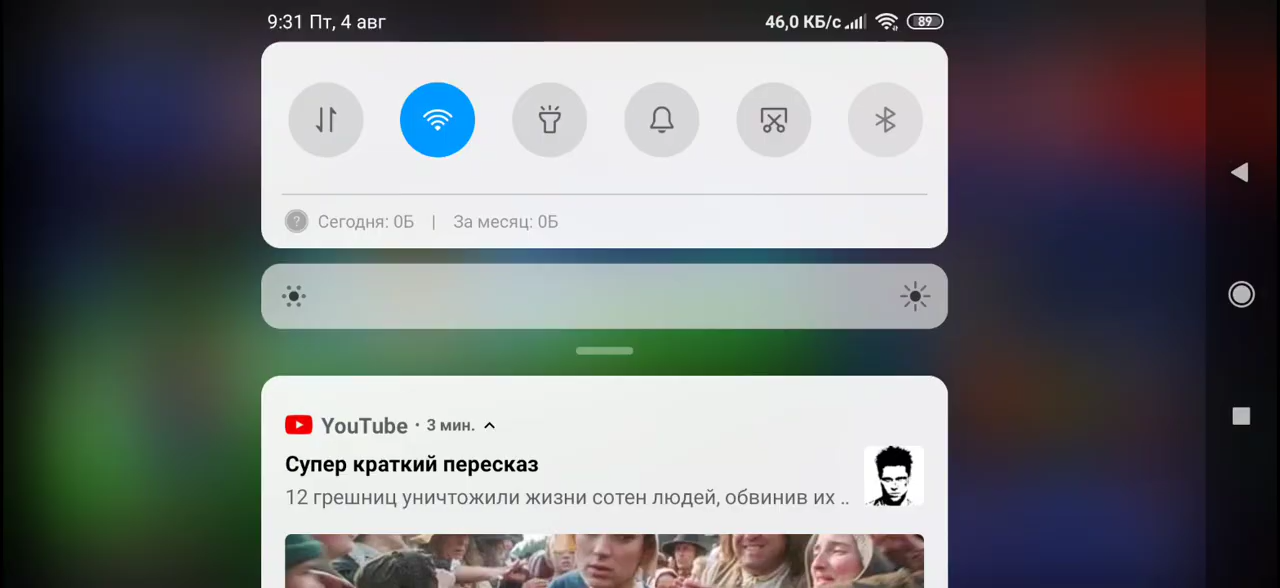 9:31 Пт, 4 авг
46,0 КБ/с
89
Сегодня: 0Б | За месяц: 0Б
YouTube · 3 мин.
Супер краткий пересказ
12 грешниц уничтожили жизни сотен людей, обвинив их ..